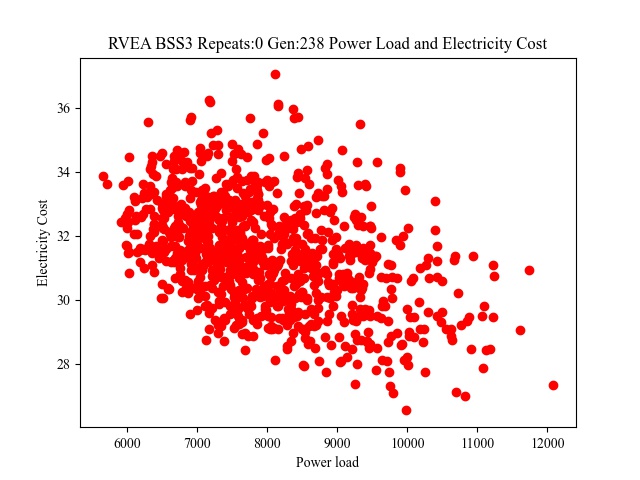 RVEA BSS3 Repeats:0 Gen:238 Power Load and Electricity Cost
36
34
32
30
28
Electricity Cost
6000 7000 8000 9000 10000 11000 12000
Power load